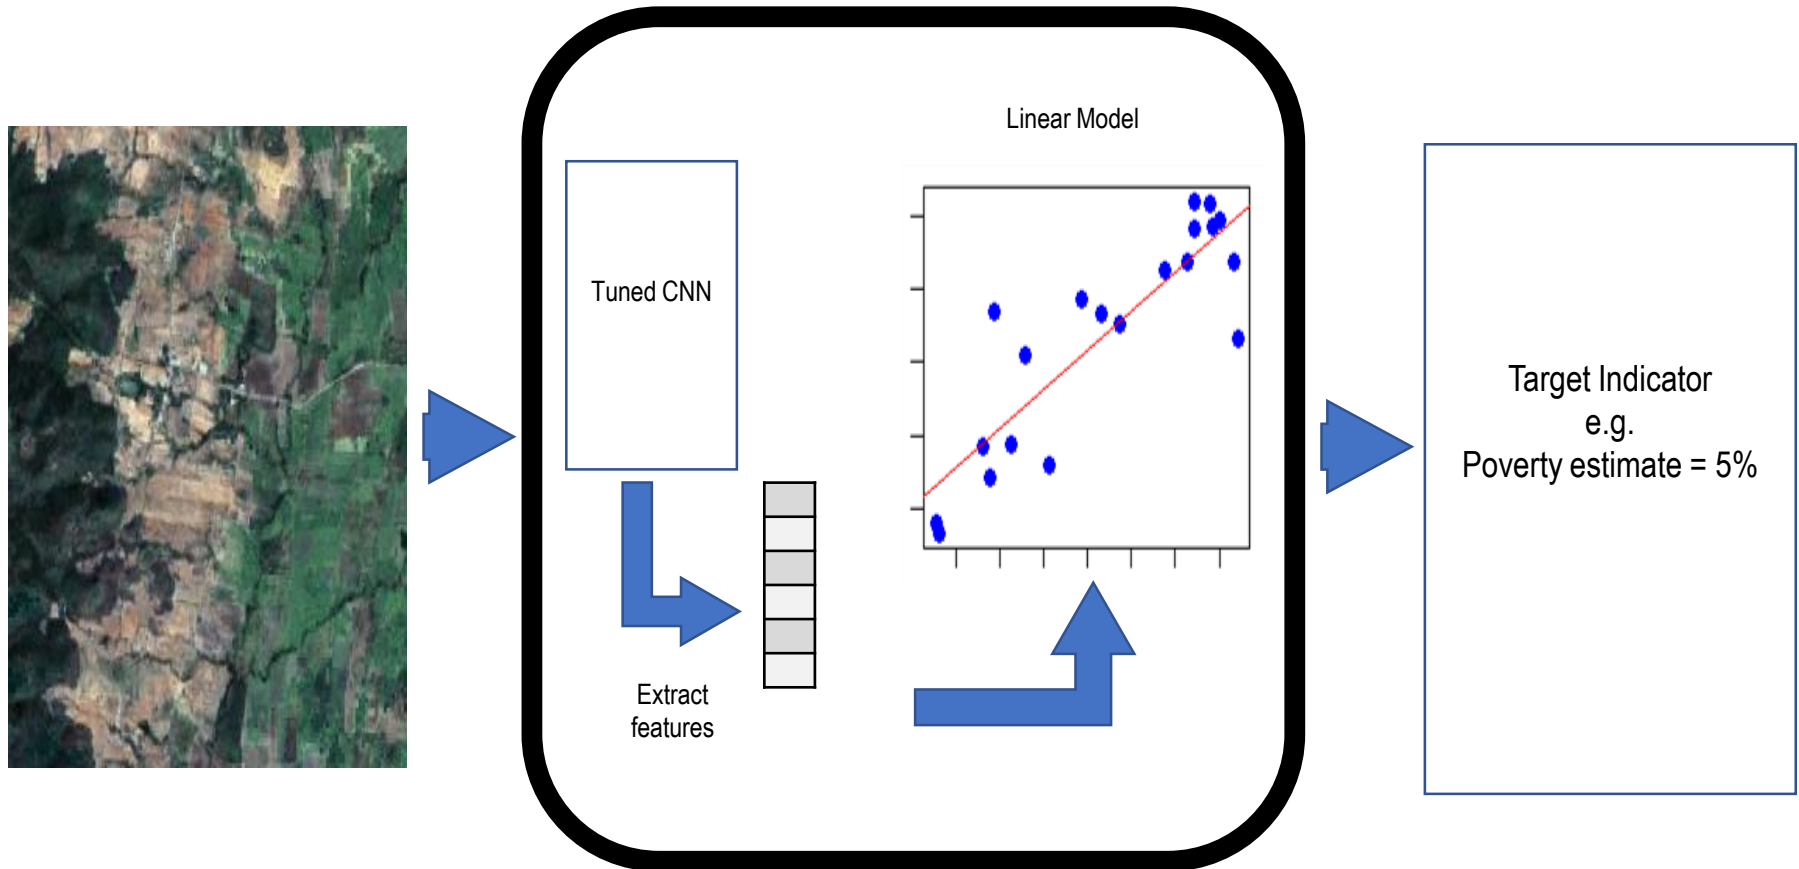 Linear Model
Tuned CNN
Extract
features
Target Indicator
e.g.
Poverty estimate = 5%